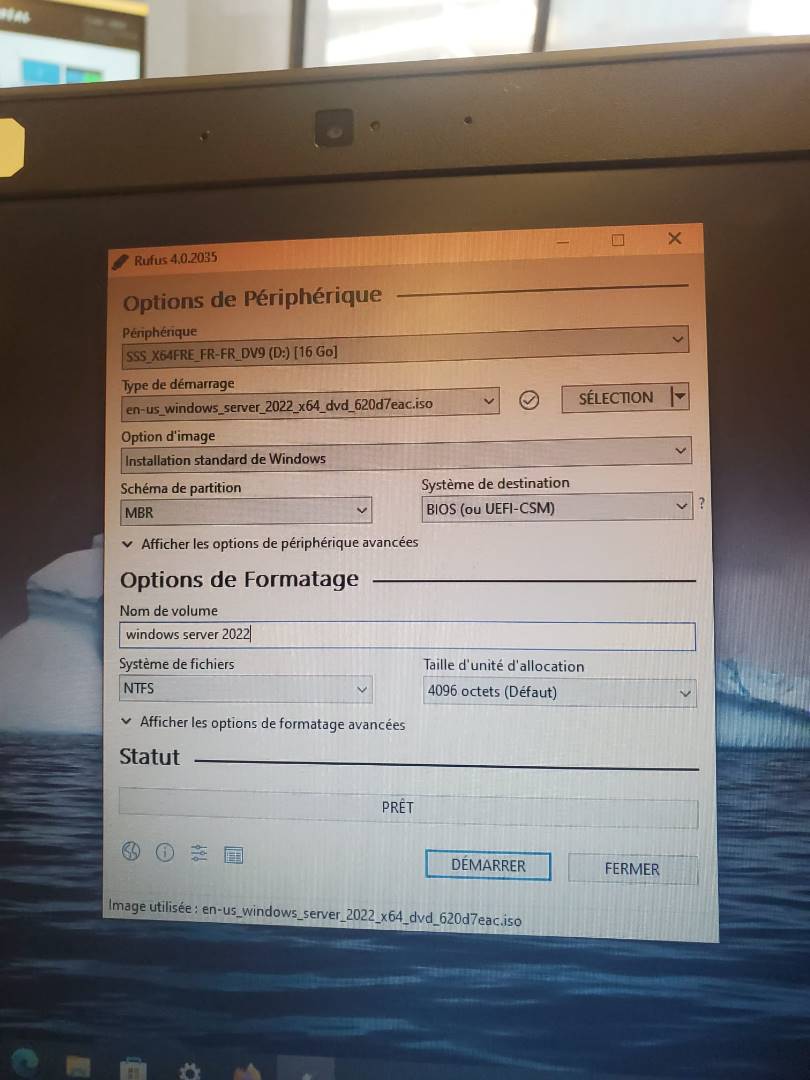 Rufus 4.0.2035
Options de Périphérique
Périphérique
SSS_X64FRE_FR-FR_DV9 (D:) [16 Go]
Type de démarrage
en-us_windows_server_2022_x64_dvd_620d7eac.iso
SÉLECTION
Option d'image
Installation standard de Windows
Schéma de partition
Système de destination
MBR
BIOS (ou UEFI-CSM)
?
Afficher les options de périphérique avancées
Options de Formatage
Nom de volume
windows server 2022
Système de fichiers
Taille d'unité d'allocation
NTFS
4096 octets (Défaut)
Afficher les options de formatage avancées
Statut
PRÊT
DÉMARRER
FERMER
Image utilisée : en-us_windows_server_2022_x64_dvd_620d7eac.iso